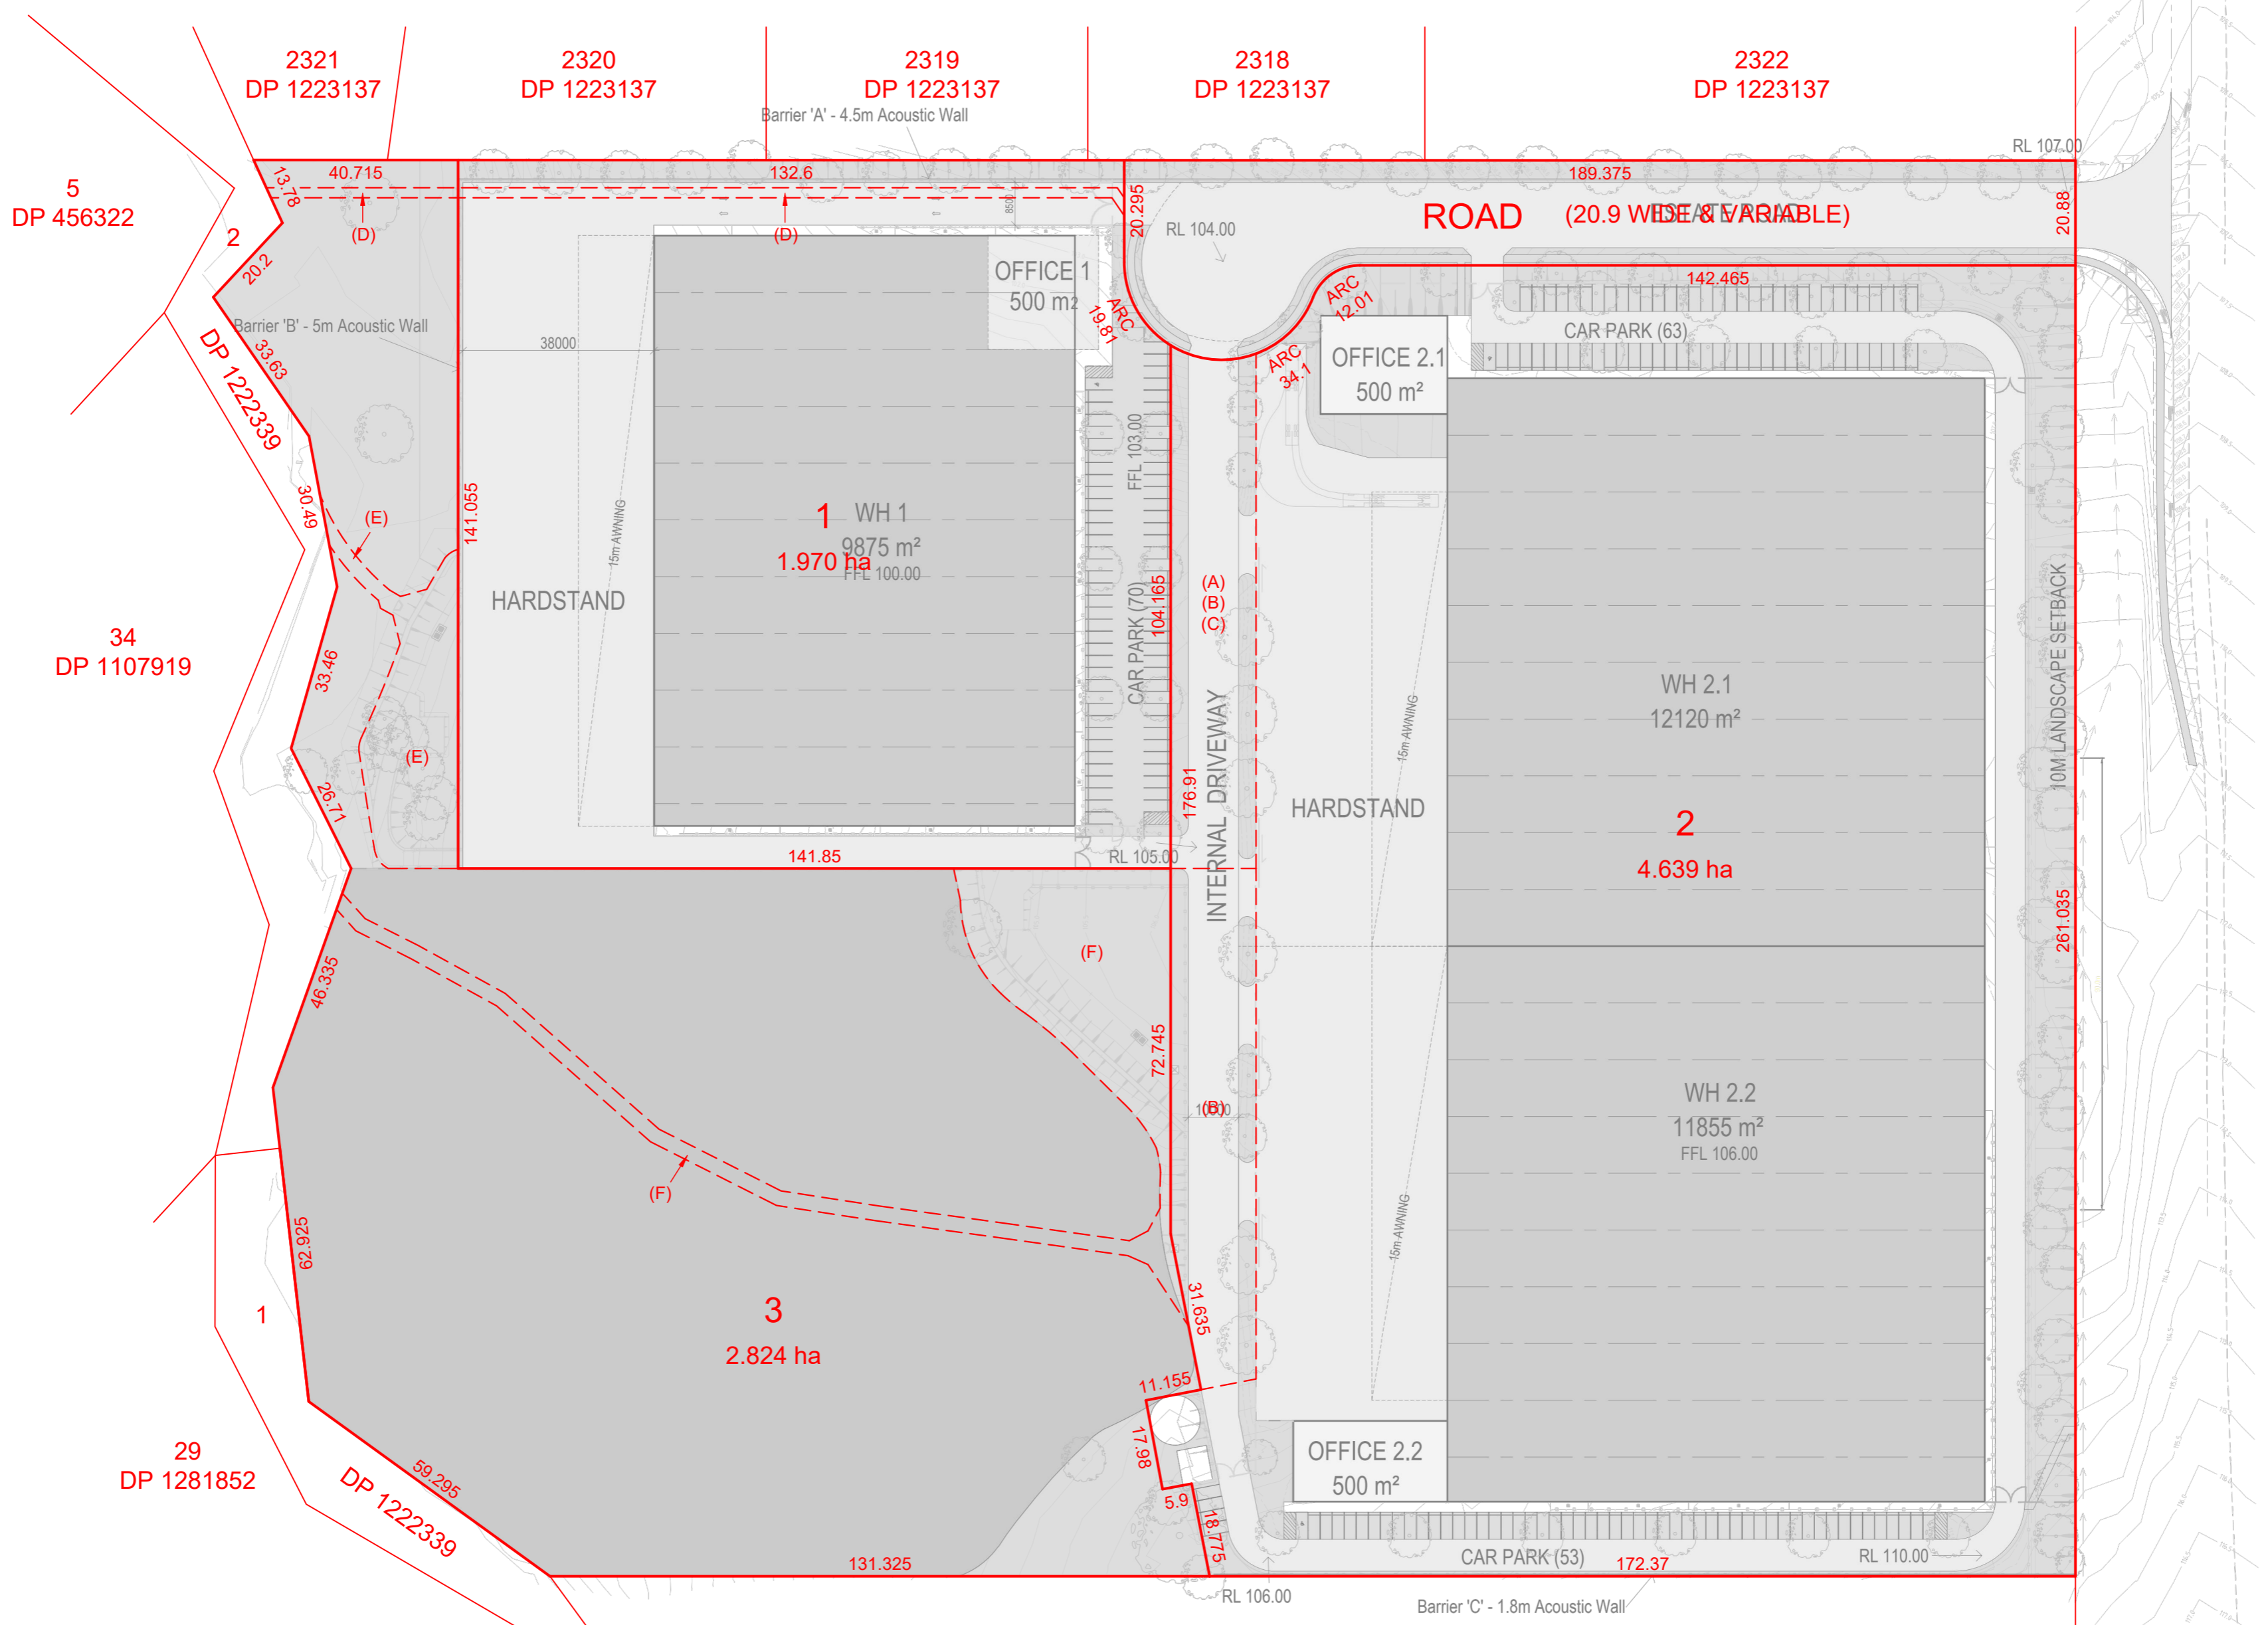 2321
DP 1223137
2320
DP 1223137
2319
DP 1223137
2318
DP 1223137
2322
DP 1223137
Barrier 'A' - 4.5m Acoustic Wall
RL 107.00
5
DP 456322
2
13.78
40.715
132.6
189.375
20.295
20.88
8500
(D)
(D)
RL 104.00
ROAD (20.9 WIDE & VARIABLE)
ESTATE ROAD
20.2
OFFICE 1
500 m2
142.465
ARC
12.01
ARC
19.81
ARC
34.1
Barrier 'B' - 5m Acoustic Wall
38000
33.63
DP 1222339
CAR PARK (63)
OFFICE 2.1
500 m²
FFL 103.00
30.49
(E)
141.055
15m AWNING
1
WH 1
9875 m²
1.970 ha
FFL 100.00
HARDSTAND
CAR PARK (70)
104.165
(A)
(B)
(C)
10M LANDSCAPE SETBACK
34
DP 1107919
33.46
(E)
26.71
WH 2.1
12120 m²
15m AWNING
176.91
INTERNAL DRIVEWAY
HARDSTAND
2
4.639 ha
141.85
RL 105.00
261.035
46.335
(F)
72.745
10000
(B)
WH 2.2
11855 m²
FFL 106.00
(F)
15m AWNING
62.925
1
3
2.824 ha
31.635
11.155
17.98
5.9
18.775
OFFICE 2.2
500 m²
29
DP 1281852
59.295
DP 1222339
131.325
CAR PARK (53)
172.37
RL 110.00
RL 106.00
Barrier 'C' - 1.8m Acoustic Wall